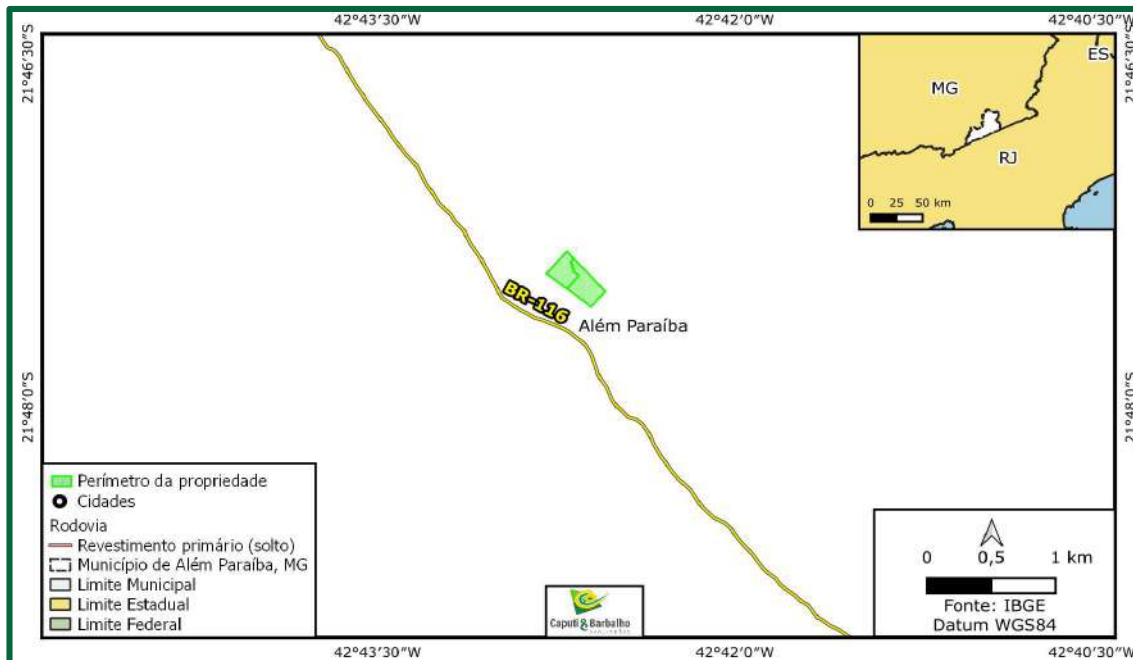 42°43'30"W 42°42'0"W 42°40'30"W
21°46'30"S
21°46'30"S
MG
ES
RJ
0 25 50 km
BR-116
Além Paraíba
21°48'0"S
21°48'0"S
Perímetro da propriedade
Cidades
Rodovia
Revestimento primário (solto)
Município de Além Paraíba, MG
Limite Municipal
Limite Estadual
Limite Federal
Caputi & Barbalho
0 0,5 1 km
Fonte: IBGE
Datum WGS84
42°43'30"W 42°42'0"W 42°40'30"W